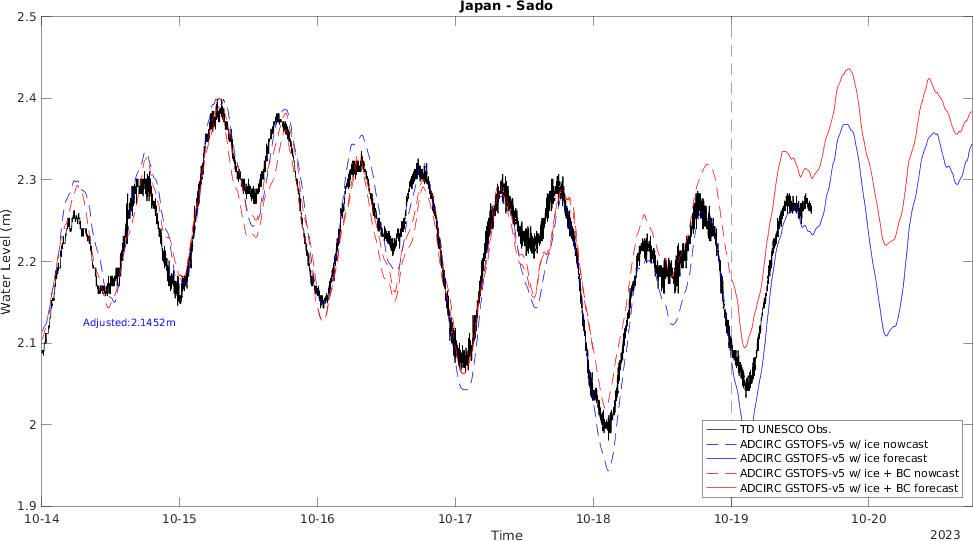 Japan - Sado
2.5
2.4
2.3
2.2
2.1
2
1.9
Water Level (m)
Adjusted:2.1452m
TD UNESCO Obs.
ADCIRC GSTOFS-v5 w/ ice nowcast
ADCIRC GSTOFS-v5 w/ ice forecast
ADCIRC GSTOFS-v5 w/ ice + BC nowcast
ADCIRC GSTOFS-v5 w/ ice + BC forecast
10-14 10-15 10-16 10-17 10-18 10-19 10-20
Time
2023